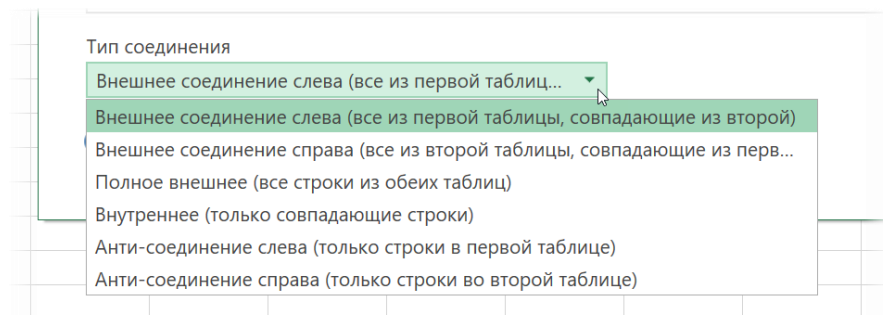 Тип соединения
Внешнее соединение слева (все из первой таблиц...
Внешнее соединение слева (все из первой таблицы, совпадающие из второй)
Внешнее соединение справа (все из второй таблицы, совпадающие из перв...
Полное внешнее (все строки из обеих таблиц)
Внутреннее (только совпадающие строки)
Анти-соединение слева (только строки в первой таблице)
Анти-соединение справа (только строки во второй таблице)